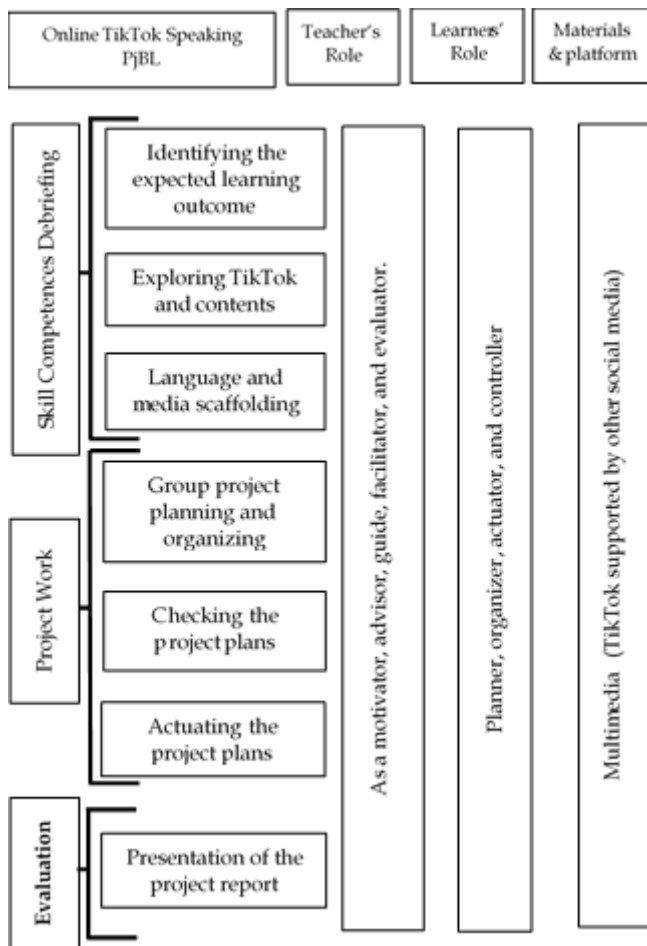 Online TikTok Speaking
PjBL
Teacher's
Role
Learners'
Role
Materials
& platform
Skill Competences Debriefing
Identifying the
expected learning
outcome
Exploring TikTok
and contents
Language and
media scaffolding
Project Work
Group project
planning and
organizing
Checking the
project plans
Actuating the
project plans
Evaluation
Presentation of the
project report
As a motivator, advisor, guide, facilitator, and evaluator.
Planner, organizer, actuator, and controller
Multimedia (TikTok supported by other social media)